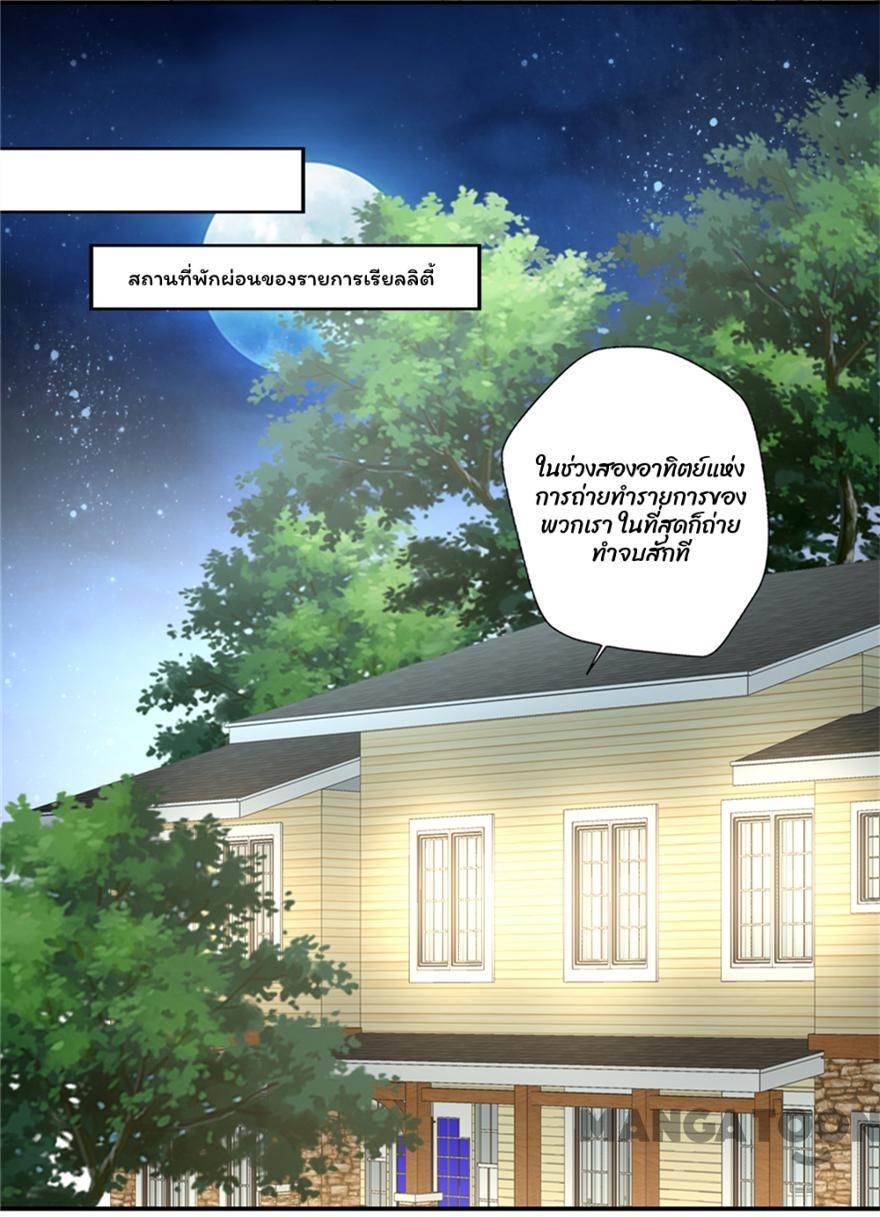 สถานที่พักผ่อนของรายการเรียลลิตี้
ในช่วงสองอาทิตย์แห่ง
การถ่ายทำรายการของ
พวกเรา ในที่สุดก็ถ่าย
ทำจบสักที
MANGATOON